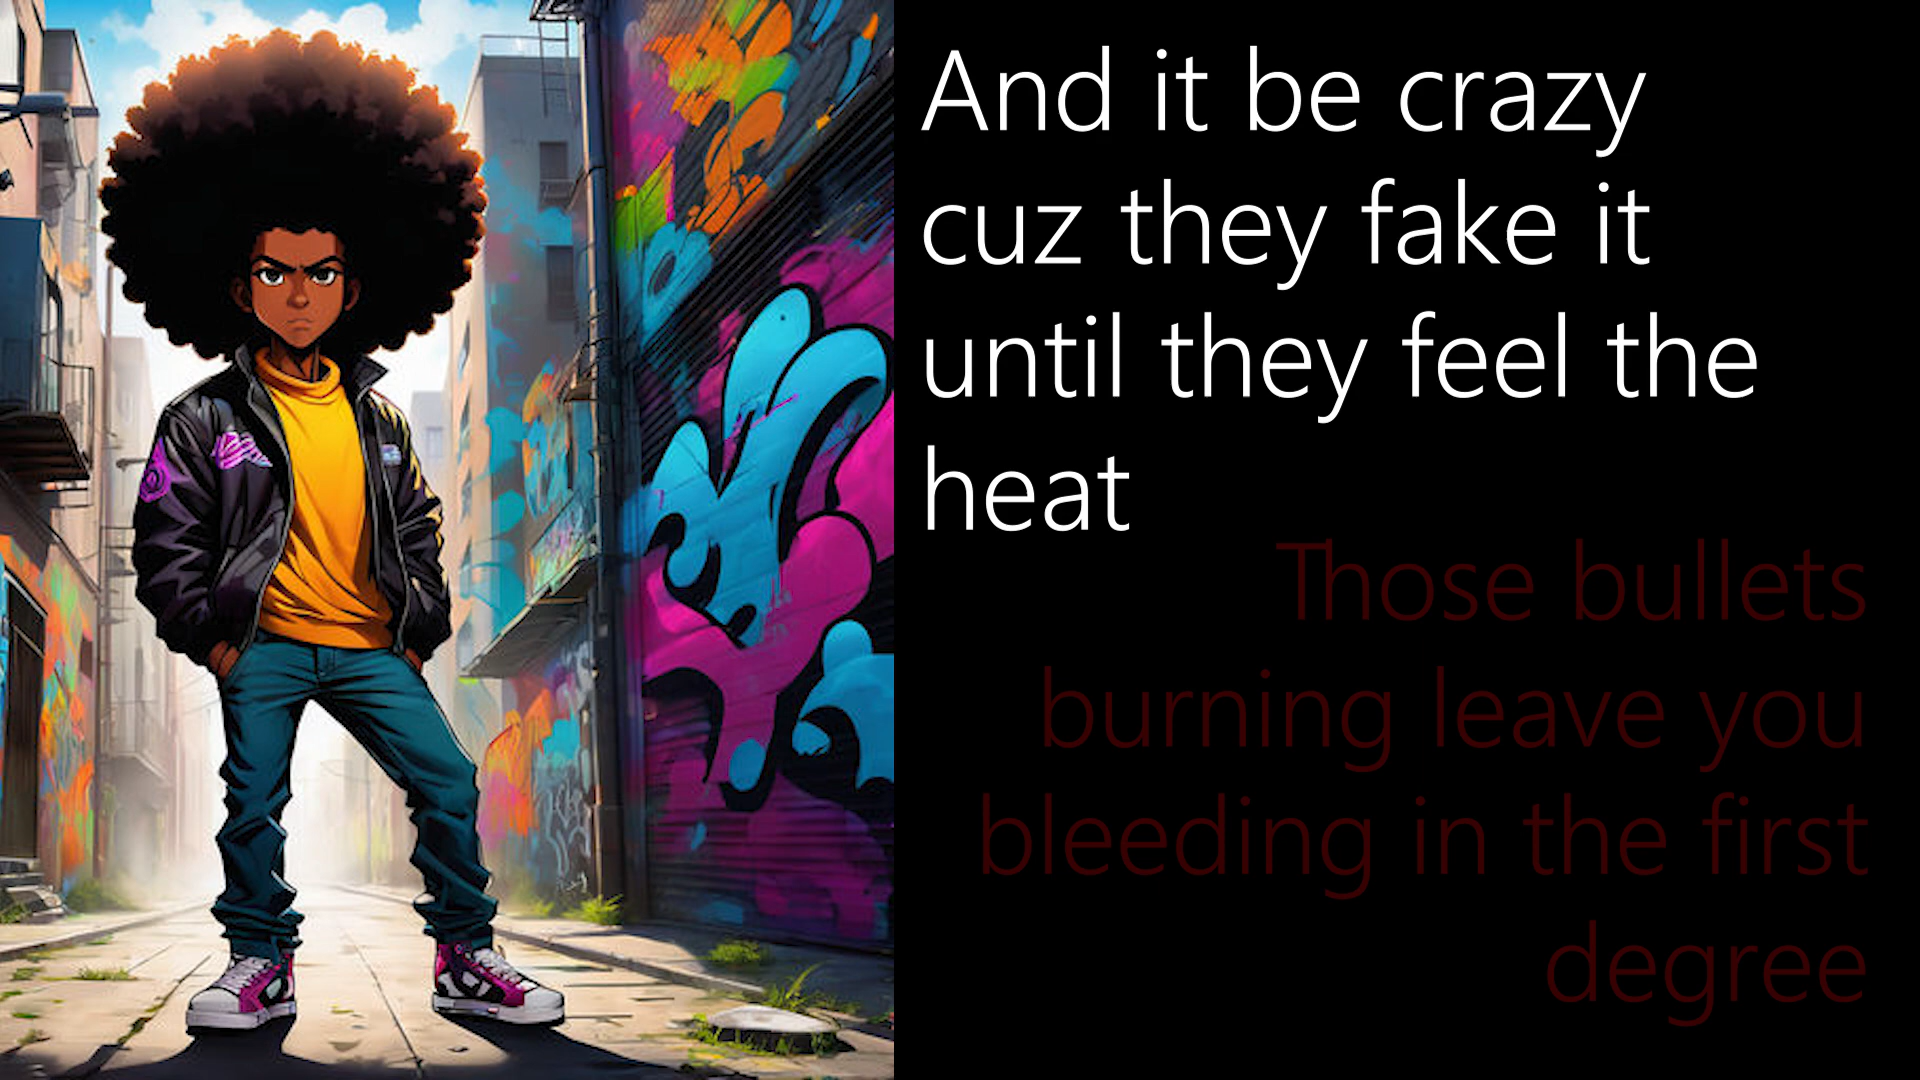 And it be crazy
cuz they fake it
until they feel the
heat
Those bullets
burning leave you
bleeding in the first
degree